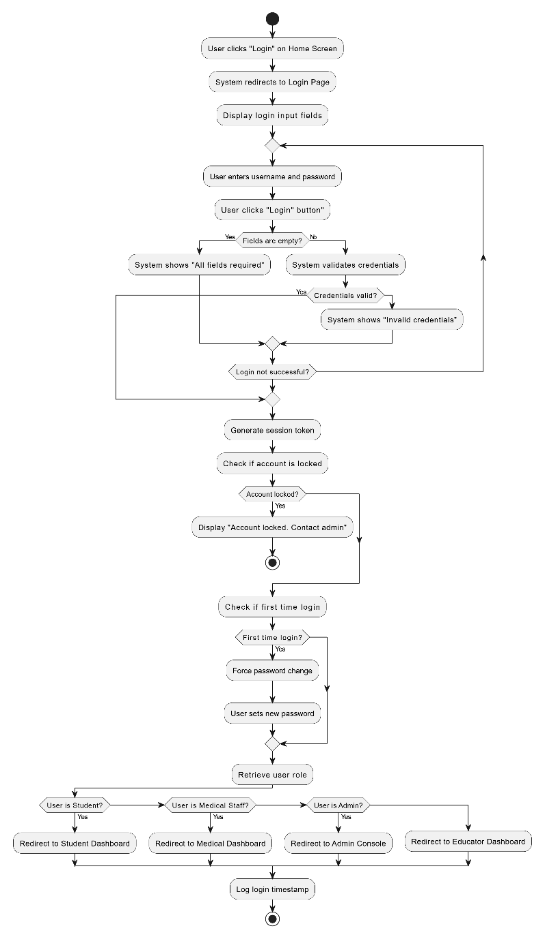 User clicks "Login" on Home Screen
System redirects to Login Page
Display login input fields
User enters username and password
User clicks "Login" button"
Yes
Fields are empty?
No
System shows "All fields required"
System validates credentials
Yes
Credentials valid?
System shows "Invalid credentials"
Login not successful?
Generate session token
Check if account is locked
Account locked?
Yes
Display "Account locked. Contact admin"
Check if first time login
First time login?
Yes
Force password change
User sets new password
Retrieve user role
User is Student?
User is Medical Staff?
User is Admin?
Yes
Yes
Yes
Redirect to Student Dashboard
Redirect to Medical Dashboard
Redirect to Admin Console
Redirect to Educator Dashboard
Log login timestamp